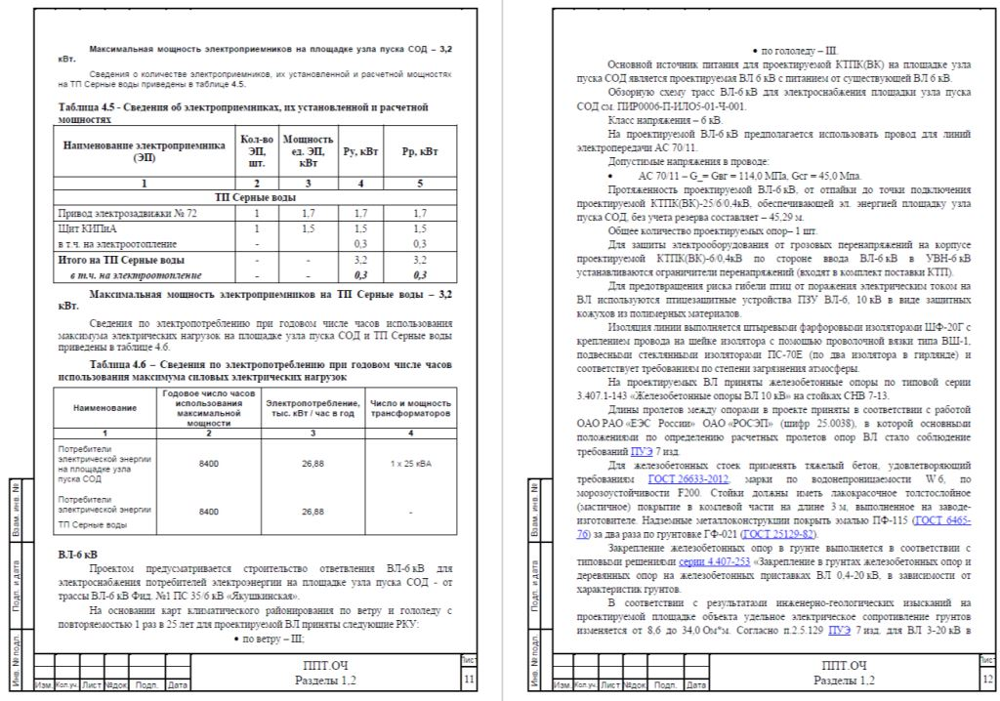 Максимальная мощность электроприемников на площадке узла пуска СОД – 3,2
кВт.
Сведения о количестве электроприемников, их установленной и расчетной мощностях
на ТП Серные воды приведены в таблице 4.5.
Таблица 4.5 - Сведения об электроприемниках, их установленной и расчетной
мощностях
Наименование электроприемника (ЭП) Кол-во ЭП, шт. Мощность ед. ЭП, кВт Ру, кВт Рр, кВт
1 2 3 4 5
ТП Серные воды
Привод электрозадвижки № 72 1 1,7 1,7 1,7
Щит КИПиА 1 1,5 1,5 1,5
в т.ч. на электроотопление - 0,3 0,3
Итого на ТП Серные воды - - 3,2 3,2
в т.ч. на электроотопление - - 0,3 0,3
Максимальная мощность электроприемников на ТП Серные воды – 3,2
кВт.
Сведения по электропотреблению при годовом числе часов использования
максимума электрических нагрузок на площадке узла пуска СОД и ТП Серные воды
приведены в таблице 4.6.
Таблица 4.6 – Сведения по электропотреблению при годовом числе часов
использования максимума силовых электрических нагрузок
Наименование Годовое число часов использования максимальной мощности Электропотребление, тыс. кВт / час в год Число и мощность трансформаторов
1 2 3 4
Потребители
электрической энергии
на площадке узла
пуска СОД 8400 26,88 1 х 25 кВА
Потребители
электрической энергии
ТП Серные воды 8400 26,88 -
ВЛ-6 кВ
Проектом предусматривается строительство ответвления ВЛ-6 кВ для
электроснабжения потребителей электроэнергии на площадке узла пуска СОД - от
трассы ВЛ-6 кВ Фид. №1 ПС 35/6 кВ «Якушкинская».
На основании карт климатического районирования по ветру и гололеду с
повторяемостью 1 раз в 25 лет для проектируемой ВЛ приняты следующие РКУ:
• по ветру – III;
Взам. инв. №
Подп. и дата
Инв. № подл.
Изм. Кол.уч. Лист №док. Подп. Дата
ППТ.ОЧ
Разделы 1,2
Лист
11
• по гололеду – III.
Основной источник питания для проектируемой КТПК(ВК) на площадке узла
пуска СОД является проектируемая ВЛ 6 кВ с питанием от существующей ВЛ 6 кВ.
Обзорную схему трасс ВЛ-6 кВ для электроснабжения площадки узла пуска
СОД см. ПИР0006-П-ИЛО5-01-Ч-001.
Класс напряжения – 6 кВ.
На проектируемой ВЛ-6 кВ предполагается использовать провод для линий
электропередачи АС 70/11.
Допустимые напряжения в проводе:
• АС 70/11 – G_= Gвг = 114,0 МПа, Gсг = 45,0 Мпа.
Протяженность проектируемой ВЛ-6 кВ, от отпайки до точки подключения
проектируемой КТПК(ВК)-25/6/0,4кВ, обеспечивающей эл. энергией площадку узла
пуска СОД, без учета резерва составляет – 45,29 м.
Общее количество проектируемых опор– 1 шт.
Для защиты электрооборудования от грозовых перенапряжений на корпусе
проектируемой КТПК(ВК)-6/0,4кВ по стороне ввода ВЛ-6 кВ в УВН-6 кВ
устанавливаются ограничители перенапряжений (входят в комплект поставки КТП).
Для предотвращения риска гибели птиц от поражения электрическим током на
ВЛ используются птицезащитные устройства ПЗУ ВЛ-6, 10 кВ в виде защитных
кожухов из полимерных материалов.
Изоляция линии выполняется штыревыми фарфоровыми изоляторами ШФ-20Г с
креплением провода на шейке изолятора с помощью проволочной вязки типа ВШ-1,
подвесными стеклянными изоляторами ПС-70Е (по два изолятора в гирлянде) и
соответствует требованиям по степени загрязнения атмосферы.
На проектируемых ВЛ приняты железобетонные опоры по типовой серии
3.407.1-143 «Железобетонные опоры ВЛ 10 кВ» на стойках СНВ 7-13.
Длины пролетов между опорами в проекте приняты в соответствии с работой
ОАО РАО «ЕЭС России» ОАО «РОСЭП» (шифр 25.0038), в которой основными
положениями по определению расчетных пролетов опор ВЛ стало соблюдение
требований ПУЭ 7 изд.
Для железобетонных стоек применять тяжелый бетон, удовлетворяющий
требованиям ГОСТ 26633-2012, марки по водонепроницаемости W 6, по
морозоустойчивости F200. Стойки должны иметь лакокрасочное толстослойное
(мастичное) покрытие в комлевой части на длине 3 м, выполненное на заводе-
изготовителе. Надземные металлоконструкции покрыть эмалью ПФ-115 (ГОСТ 6465-
76) за два раза по грунтовке ГФ-021 (ГОСТ 25129-82).
Закрепление железобетонных опор в грунте выполняется в соответствии с
типовыми решениями серии 4.407-253 «Закрепление в грунтах железобетонных опор и
деревянных опор на железобетонных приставках ВЛ 0,4-20 кВ, в зависимости от
характеристик грунтов.
В соответствии с результатами инженерно-геологических изысканий на
проектируемой площадке объекта удельное электрическое сопротивление грунтов
изменяется от 8,6 до 34,0 Ом*м. Согласно п.2.5.129 ПУЭ 7 изд. для ВЛ 3-20 кВ в
Взам. инв. №
Подп. и дата
Инв. № подл.
Изм. Кол.уч. Лист №док. Подп. Дата
ППТ.ОЧ
Разделы 1,2
Лист
12